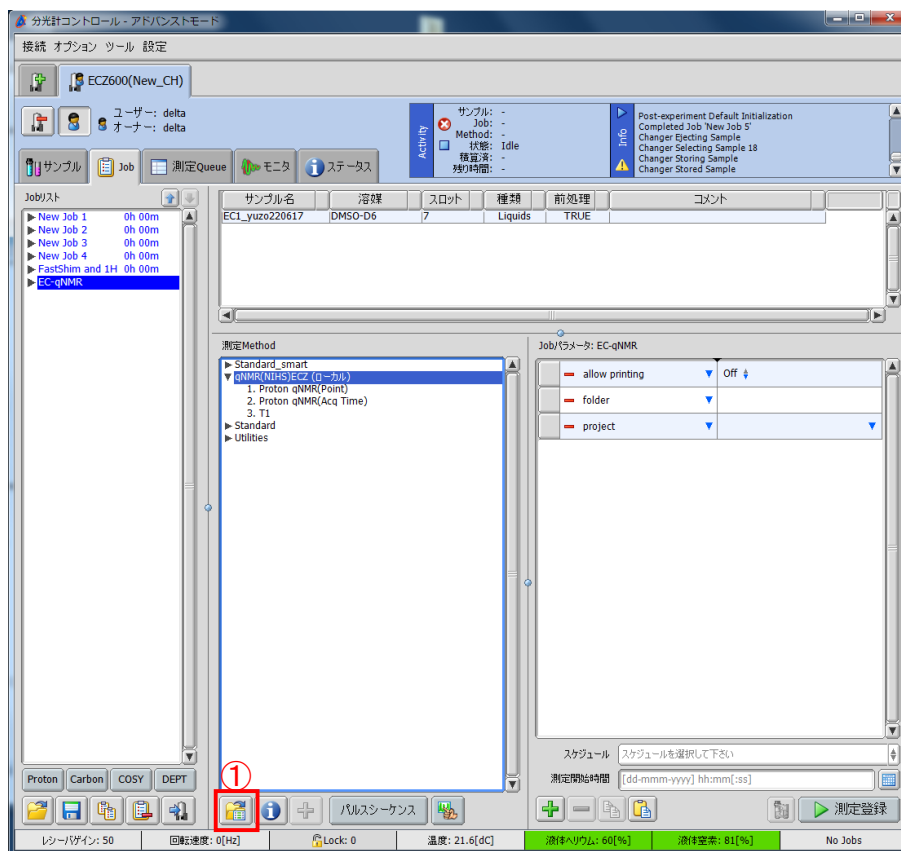 分光計コントロール - アドバンストモード
接続 オプション ツール 設定
ECZ600(New_CH)
ユーザー: delta
オーナー: delta
Activity
サンプル: -
Job: -
Method: -
状態: Idle
積算済: -
残り時間: -
Info
Post-experiment Default Initialization
Completed Job 'New Job 5'
Changer Ejecting Sample
Changer Selecting Sample 18
Changer Storing Sample
Changer Stored Sample
サンプル Job 測定Queue モニタ ステータス
Jobリスト
New Job 1 0h 00m
New Job 2 0h 00m
New Job 3 0h 00m
New Job 4 0h 00m
FastShim and 1H 0h 00m
EC-qNMR
サンプル名 溶媒 スロット 種類 前処理 コメント
EC1_yuzo220617 DMSO-D6 7 Liquids TRUE
測定Method
Standard_smart
qNMR(NIHS)ECZ (ローカル)
1. Proton qNMR(Point)
2. Proton qNMR(Acq Time)
3. T1
Standard
Utilities
Jobパラメータ: EC-qNMR
allow printing Off
folder
project
スケジュール スケジュールを選択して下さい
測定開始時間 [dd-mmm-yyyy] hh:mm[:ss]
Proton Carbon COSY DEPT
①
パルスシーケンス
測定登録
レシーバゲイン: 50 回転速度: 0[Hz] Lock: 0 温度: 21.6[dC] 液体ヘリウム: 60[%] 液体窒素: 81[%] No Jobs